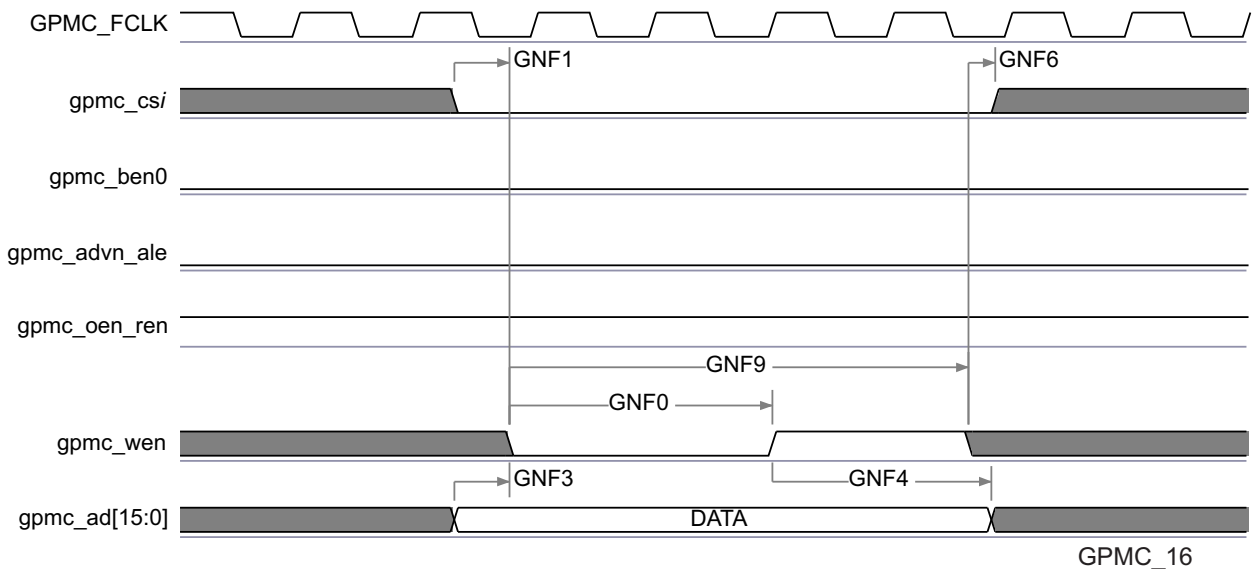 GPMC_FCLK
GNF1
GNF6
gpmc_csi
gpmc_ben0
gpmc_advn_ale
gpmc_oen_ren
GNF9
GNF0
gpmc_wen
GNF3
GNF4
gpmc_ad[15:0]
DATA
GPMC_16